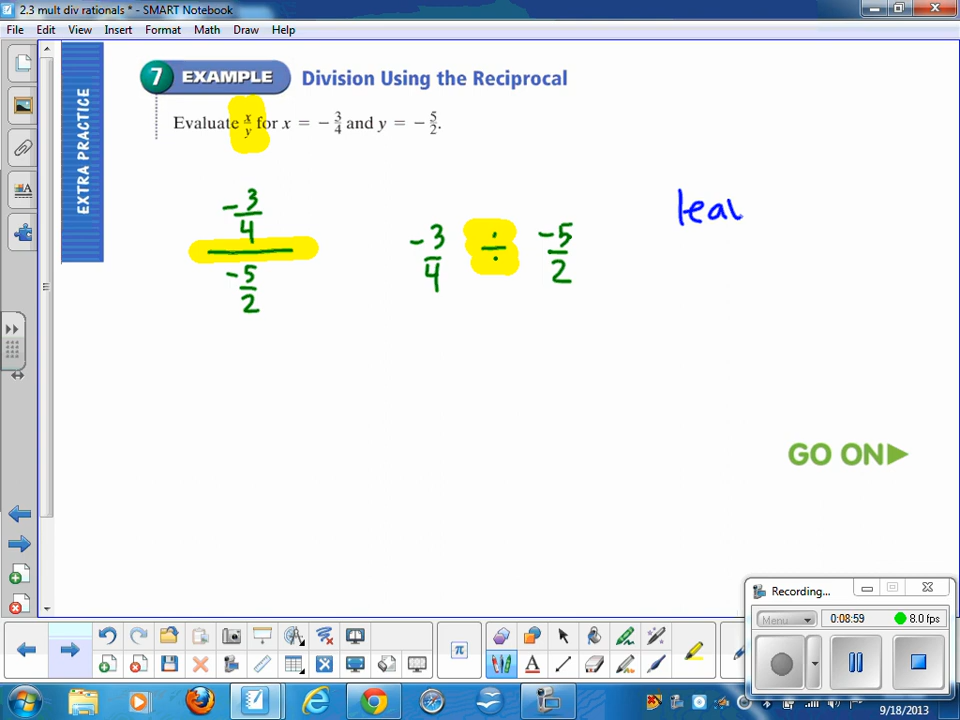 2.3 mult div rationals * - SMART Notebook
File Edit View Insert Format Math Draw Help
EXTRA PRACTICE
7 EXAMPLE Division Using the Reciprocal
Evaluate x/y for x = -3/4 and y = -5/2.
-3/4
-5/2
-3/4 ÷ -5/2
leav
GO ON▶
Recording...
Menu 0:08:59 8.0 fps
π
A
9/18/2013